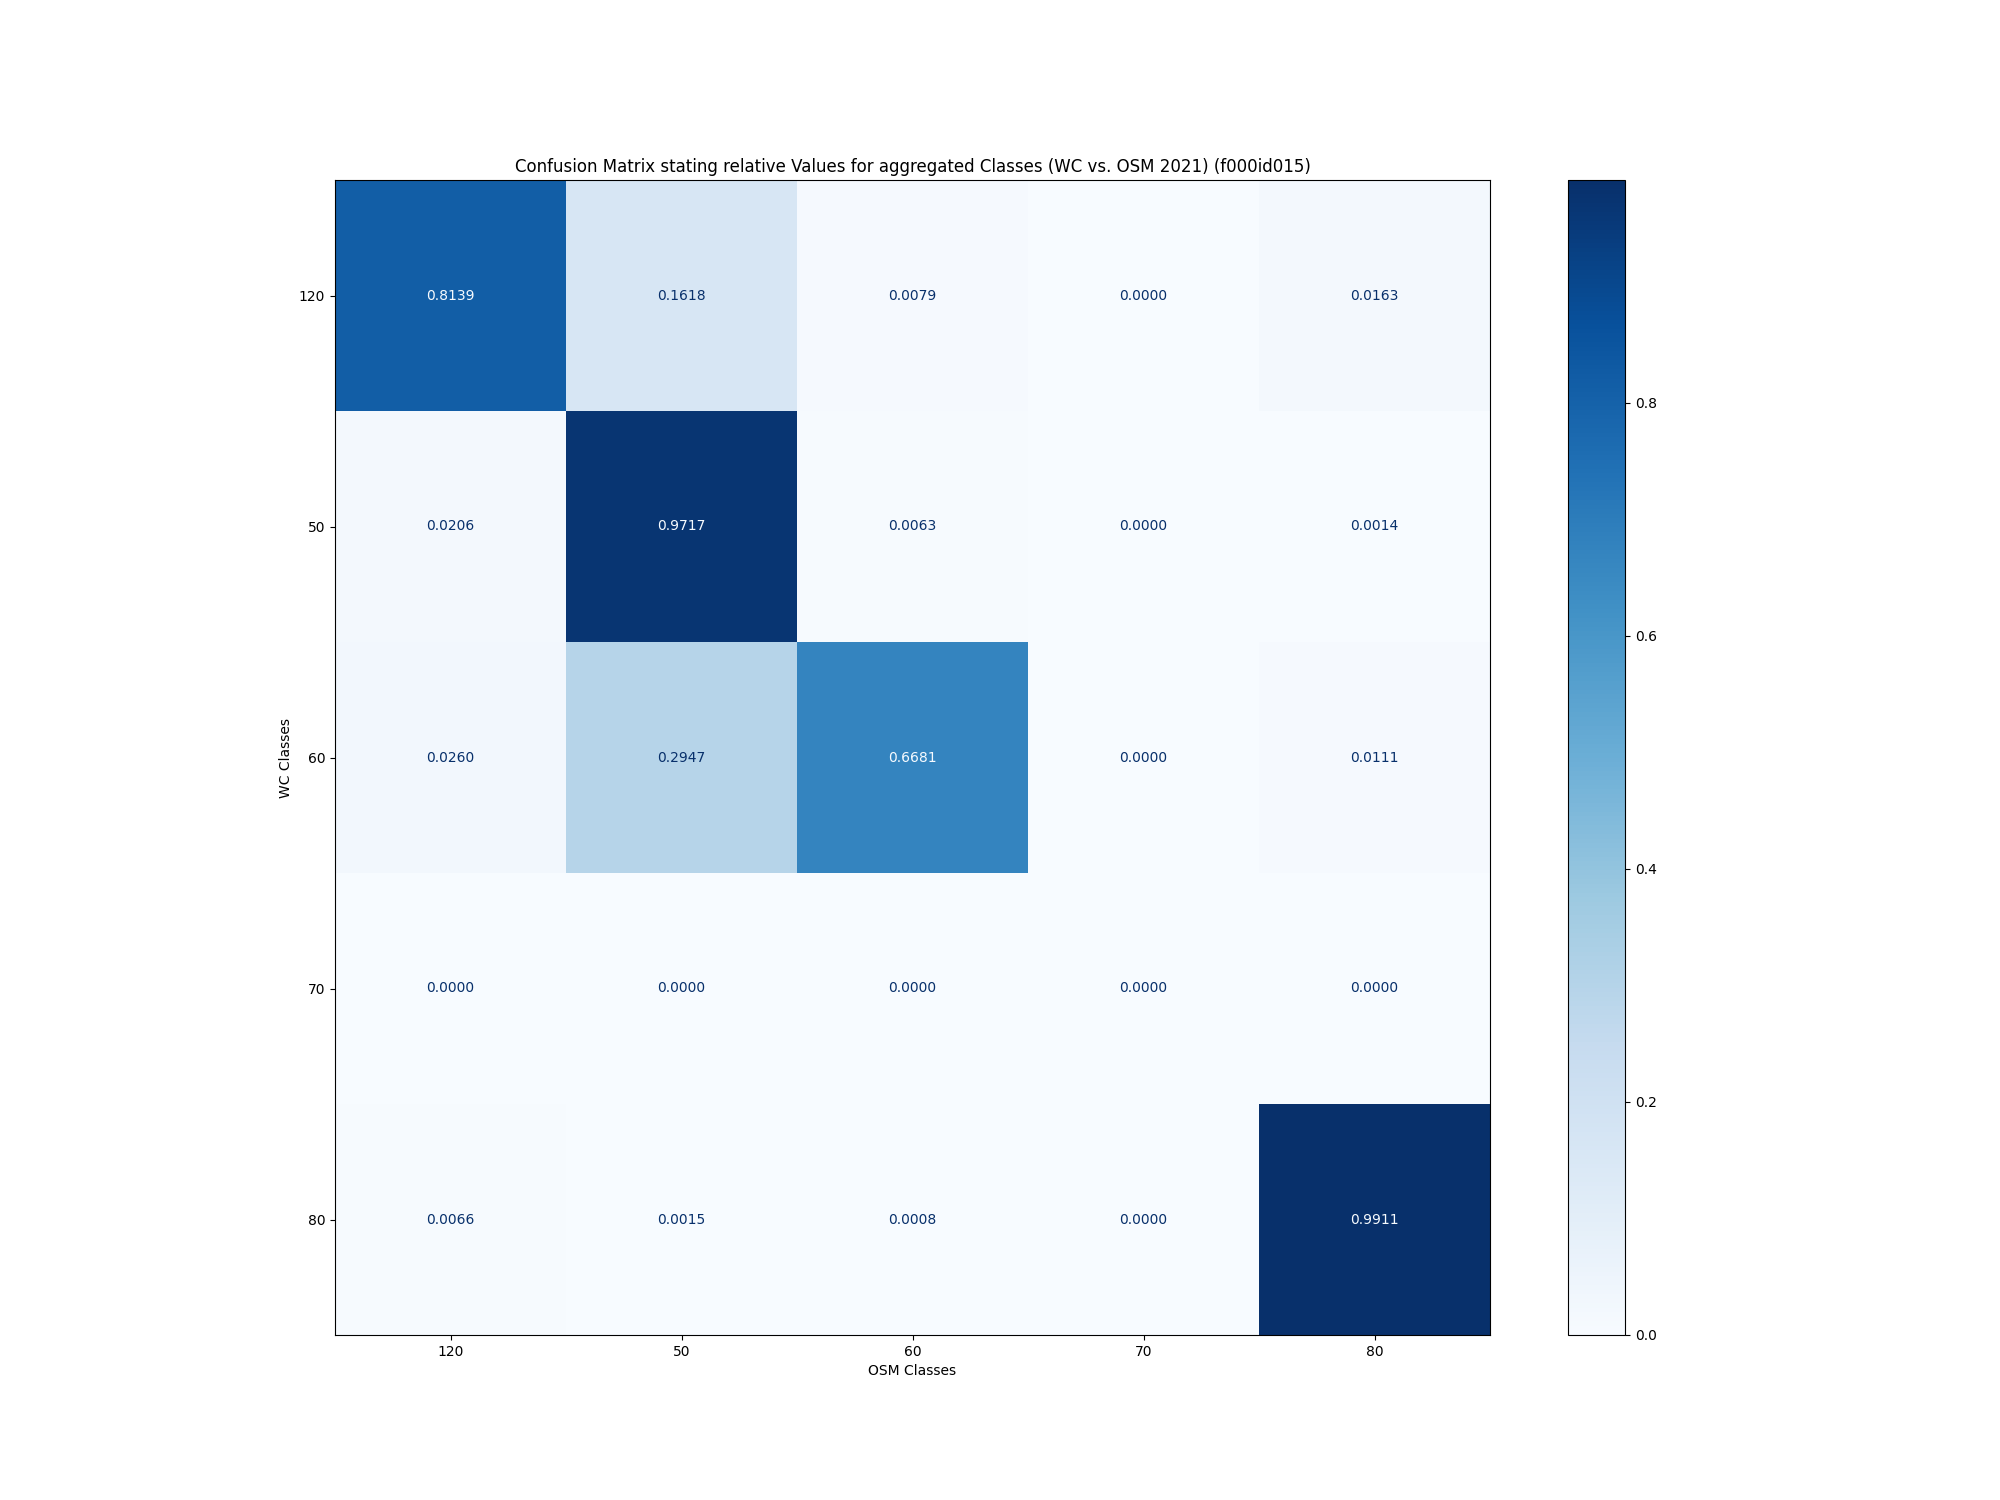 Confusion Matrix stating relative Values for aggregated Classes (WC vs. OSM 2021) (f000id015)
120 0.8139 0.1618 0.0079 0.0000 0.0163
0.8
50 0.0206 0.9717 0.0063 0.0000 0.0014
0.6
WC Classes
60 0.0260 0.2947 0.6681 0.0000 0.0111
0.4
70 0.0000 0.0000 0.0000 0.0000 0.0000
0.2
80 0.0066 0.0015 0.0008 0.0000 0.9911
0.0
120 50 60 70 80
OSM Classes